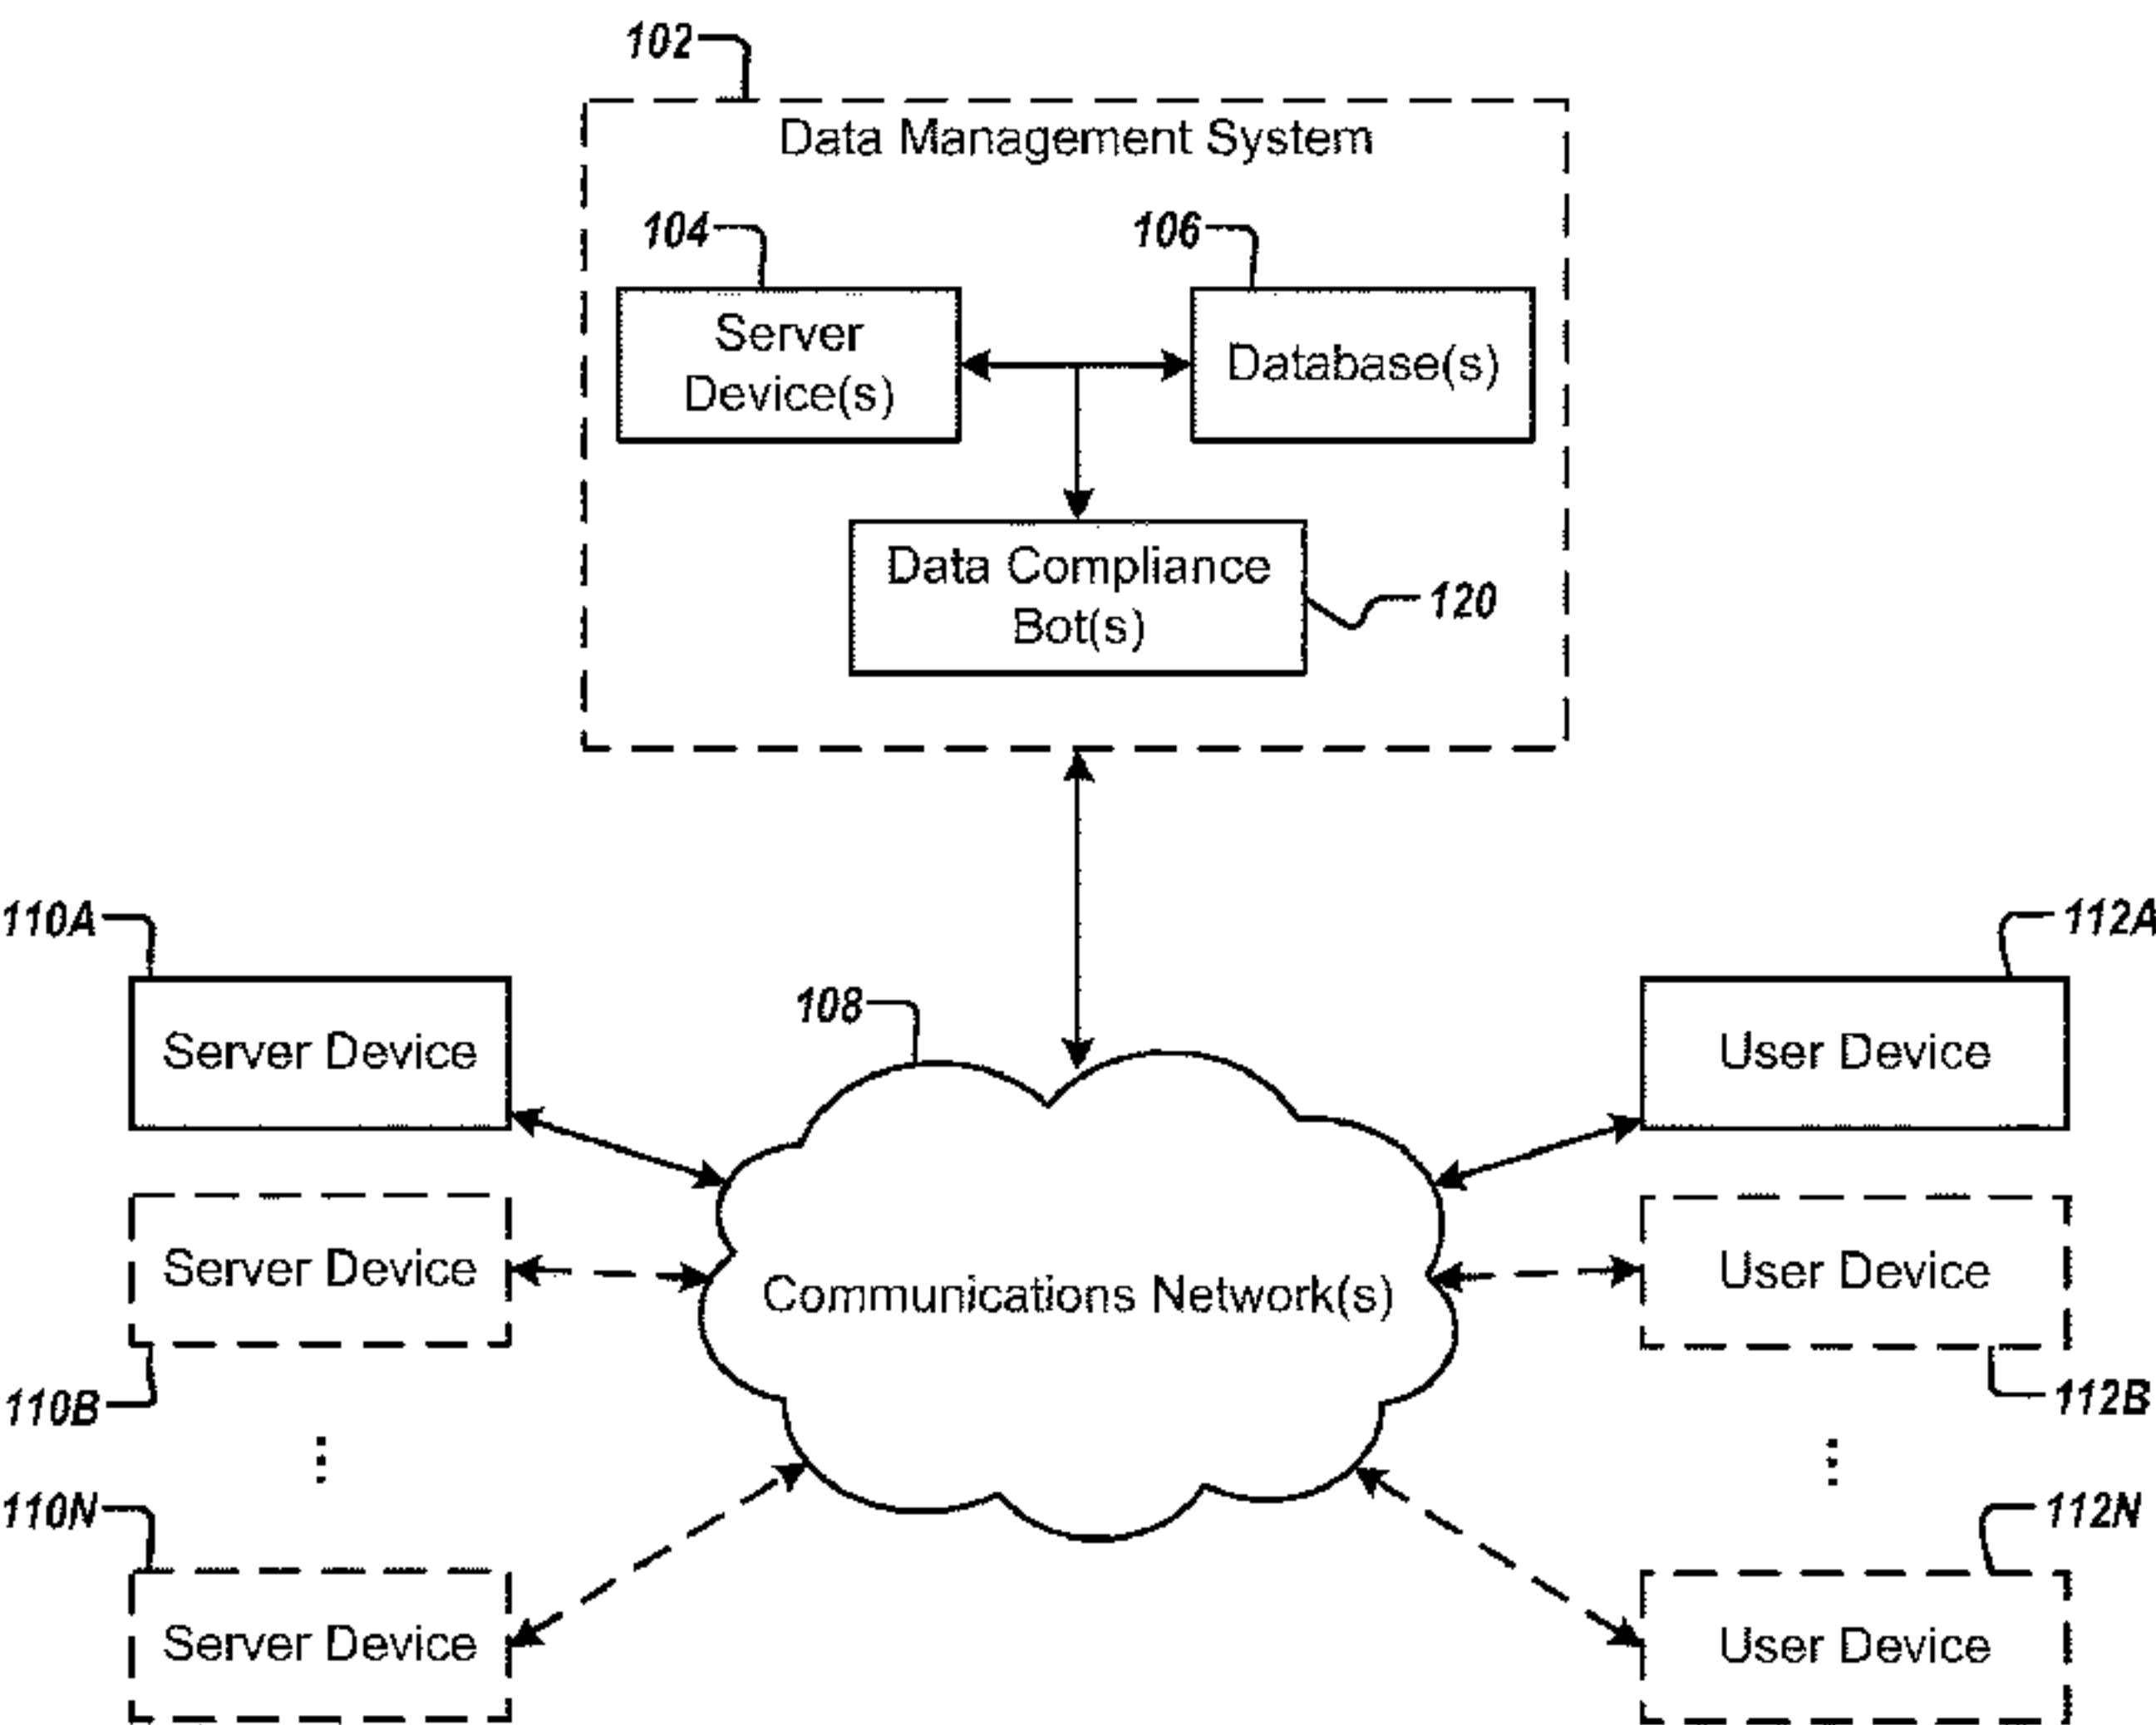 102
Data Management System
104
106
Server
Device(s)
Database(s)
Data Compliance
Bot(s)
120
110A
112A
108
Server Device
User Device
Server Device
User Device
Communications Network(s)
110B
112B
110N
112N
Server Device
User Device